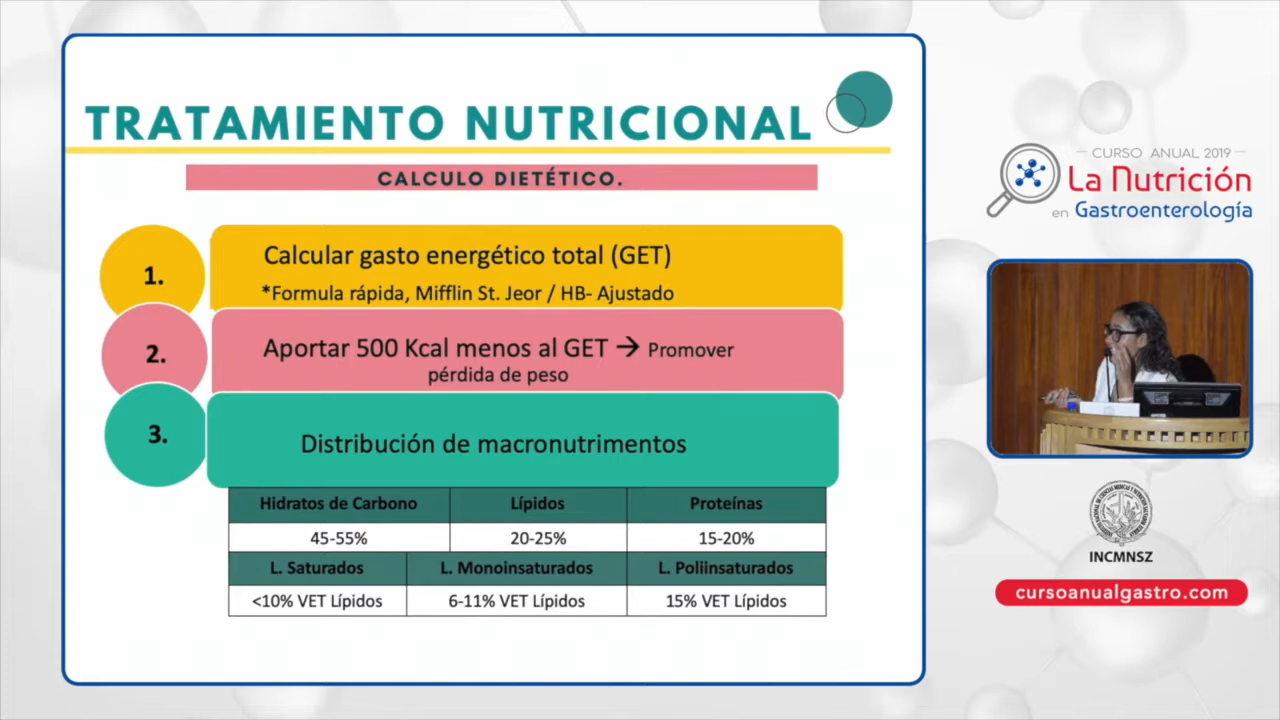 TRATAMIENTO NUTRICIONAL
CALCULO DIETÉTICO.
1.
Calcular gasto energético total (GET)
*Formula rápida, Mifflin St. Jeor / HB- Ajustado
2.
Aportar 500 Kcal menos al GET → Promover
pérdida de peso
3.
Distribución de macronutrimentos
Hidratos de Carbono Lípidos Proteínas
45-55% 20-25% 15-20%
L. Saturados L. Monoinsaturados L. Poliinsaturados
<10% VET Lípidos 6-11% VET Lípidos 15% VET Lípidos
CURSO ANUAL 2019
La Nutrición
en Gastroenterología
INCMNSZ
cursoanualgastro.com